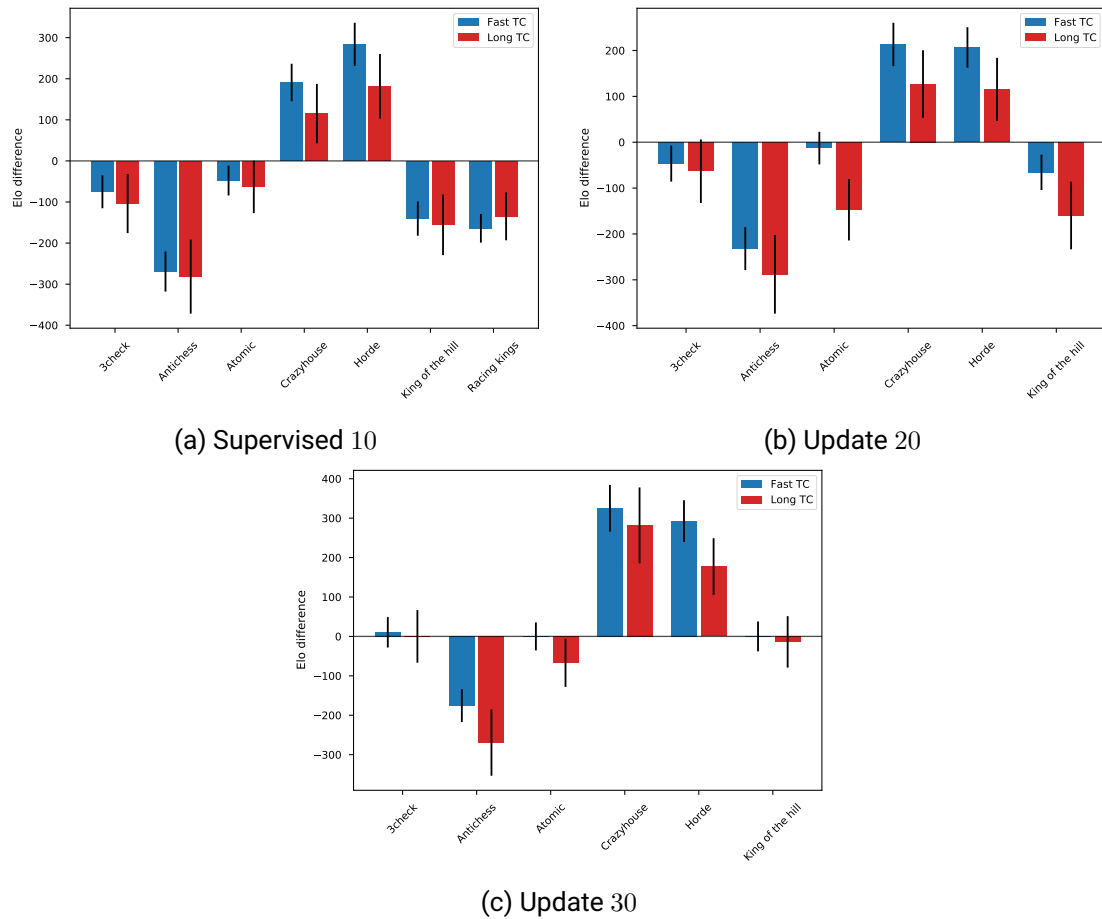 Fast TC
Long TC
Elo difference
300
200
100
0
−100
−200
−300
−400
3check
Antichess
Atomic
Crazyhouse
Horde
King of the hill
Racing Kings
(a) Supervised 10
Fast TC
Long TC
Elo difference
200
100
0
−100
−200
−300
−400
3check
Antichess
Atomic
Crazyhouse
Horde
King of the hill
(b) Update 20
Fast TC
Long TC
Elo difference
400
300
200
100
0
−100
−200
−300
3check
Antichess
Atomic
Crazyhouse
Horde
King of the hill
(c) Update 30